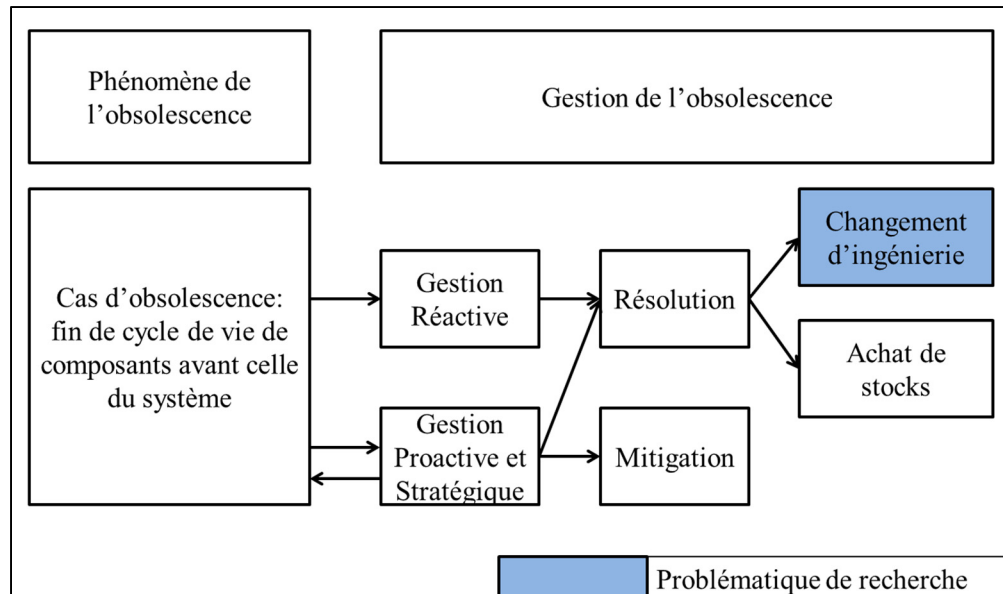 Phénomène de
l’obsolescence
Gestion de l’obsolescence
Cas d’obsolescence:
fin de cycle de vie de
composants avant celle
du système
Gestion
Réactive
Gestion
Proactive et
Stratégique
Résolution
Mitigation
Changement
d’ingénierie
Achat de
stocks
Problématique de recherche